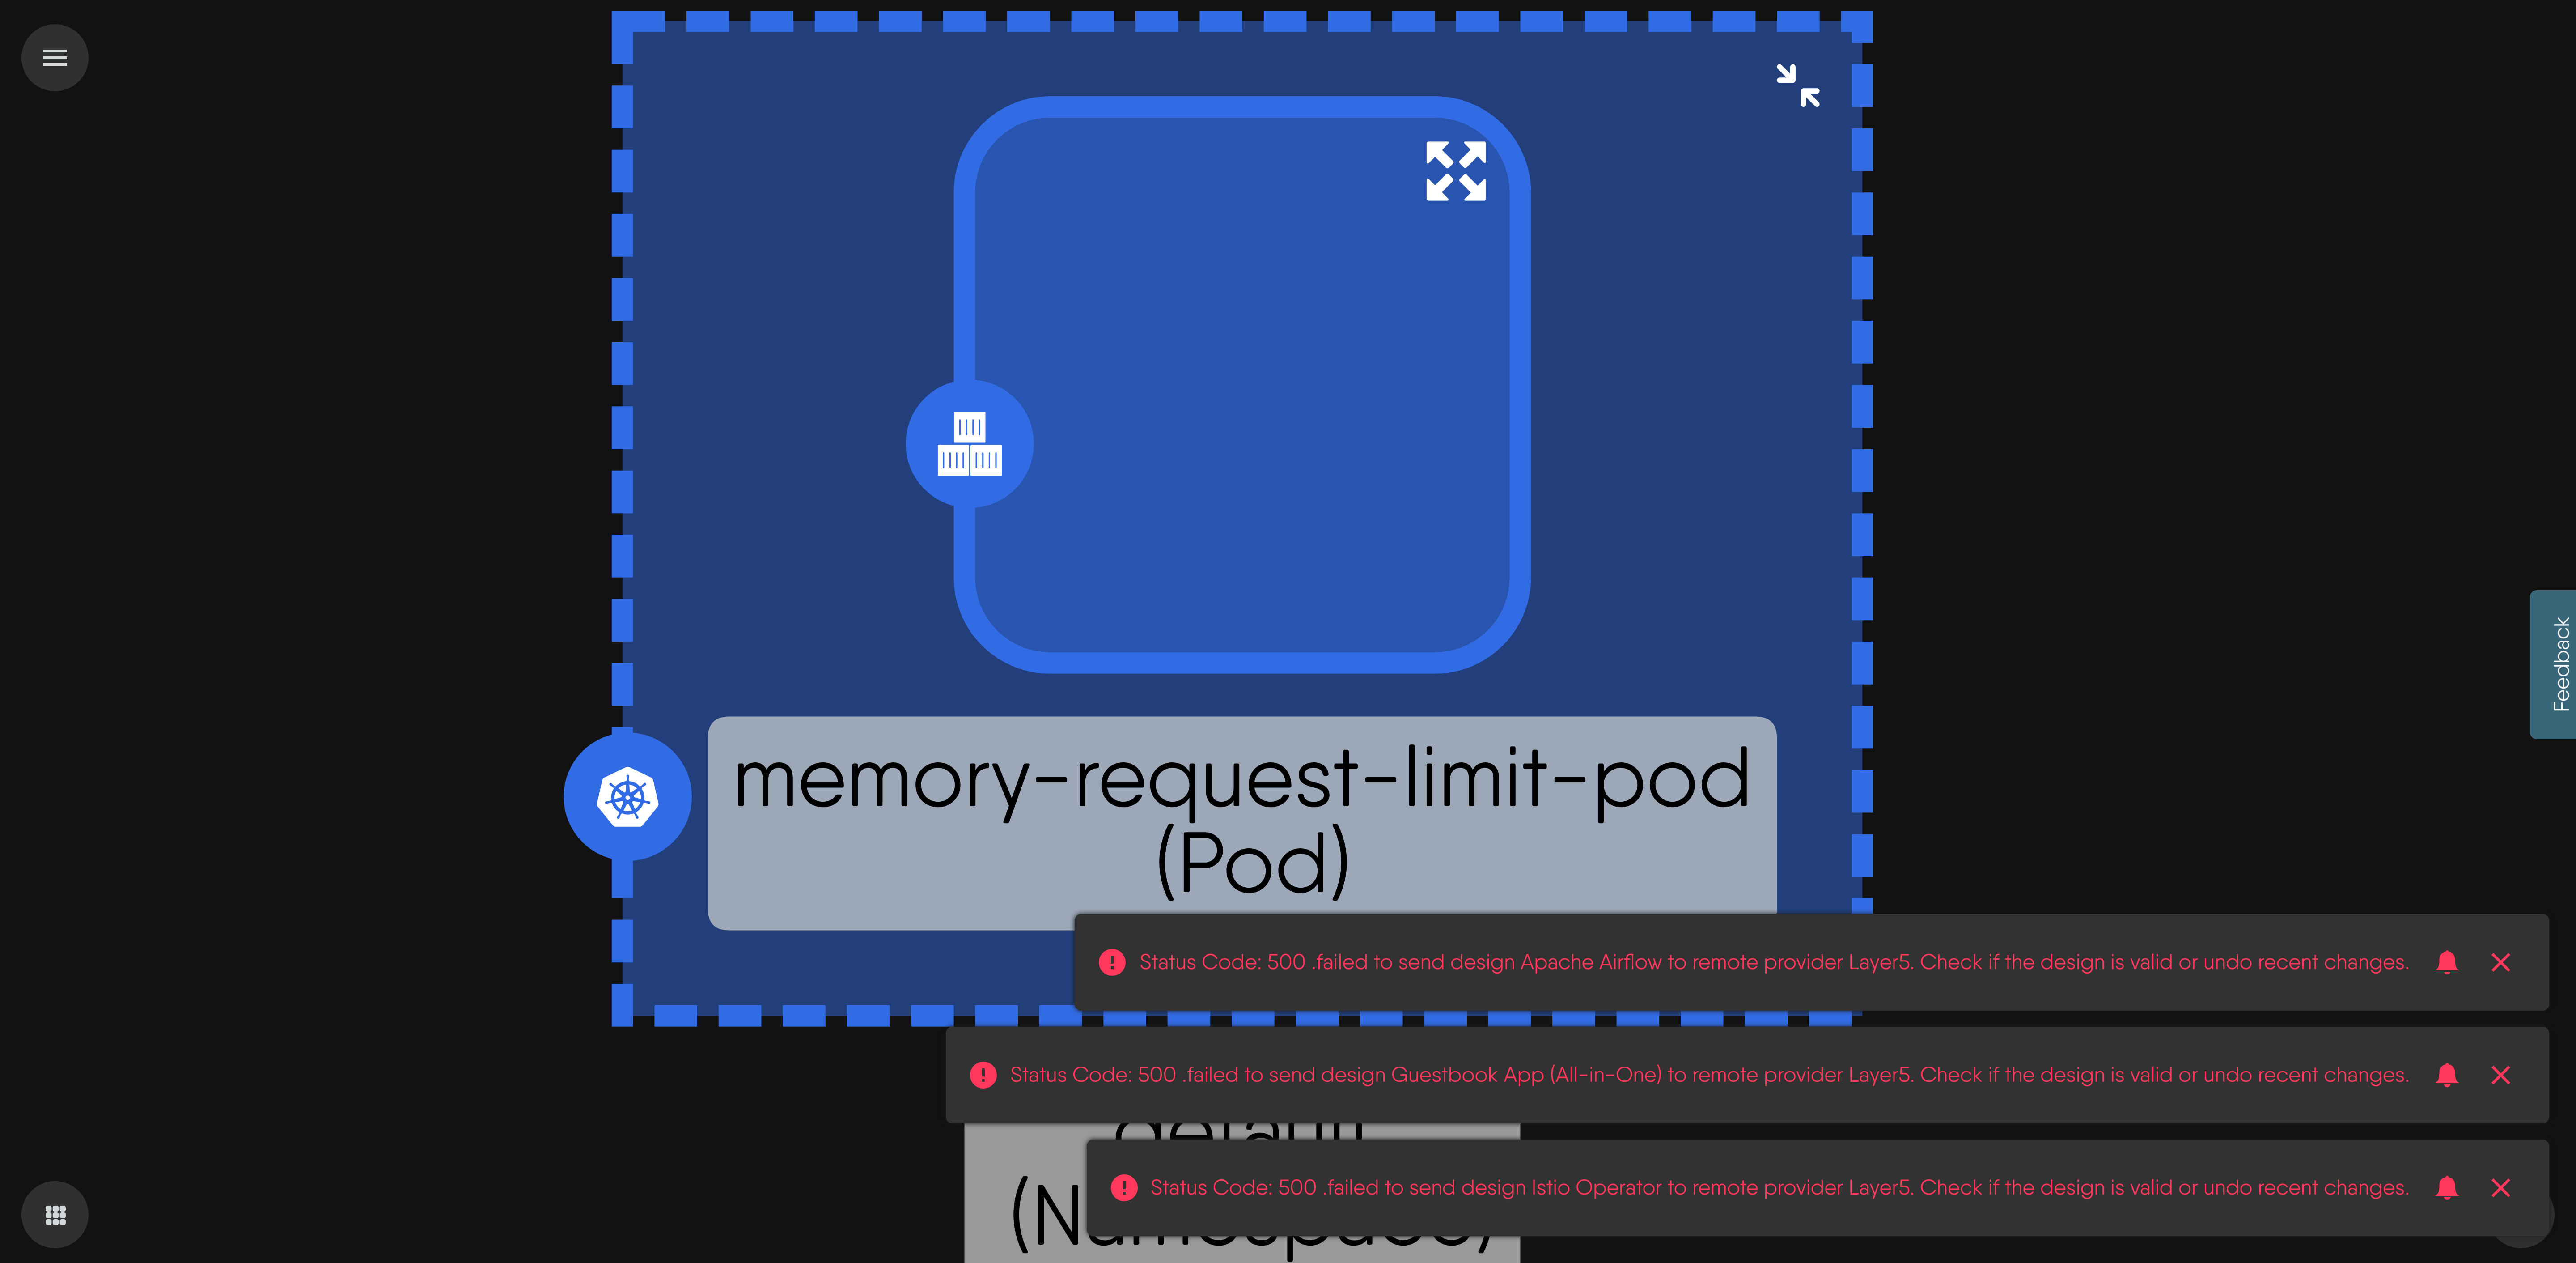 memory-request-limit-pod
(Pod)
Feedback
Status Code: 500 .failed to send design Apache Airflow to remote provider Layer5. Check if the design is valid or undo recent changes.
Status Code: 500 .failed to send design Guestbook App (All-in-One) to remote provider Layer5. Check if the design is valid or undo recent changes.
default
Status Code: 500 .failed to send design Istio Operator to remote provider Layer5. Check if the design is valid or undo recent changes.
(Namespace)